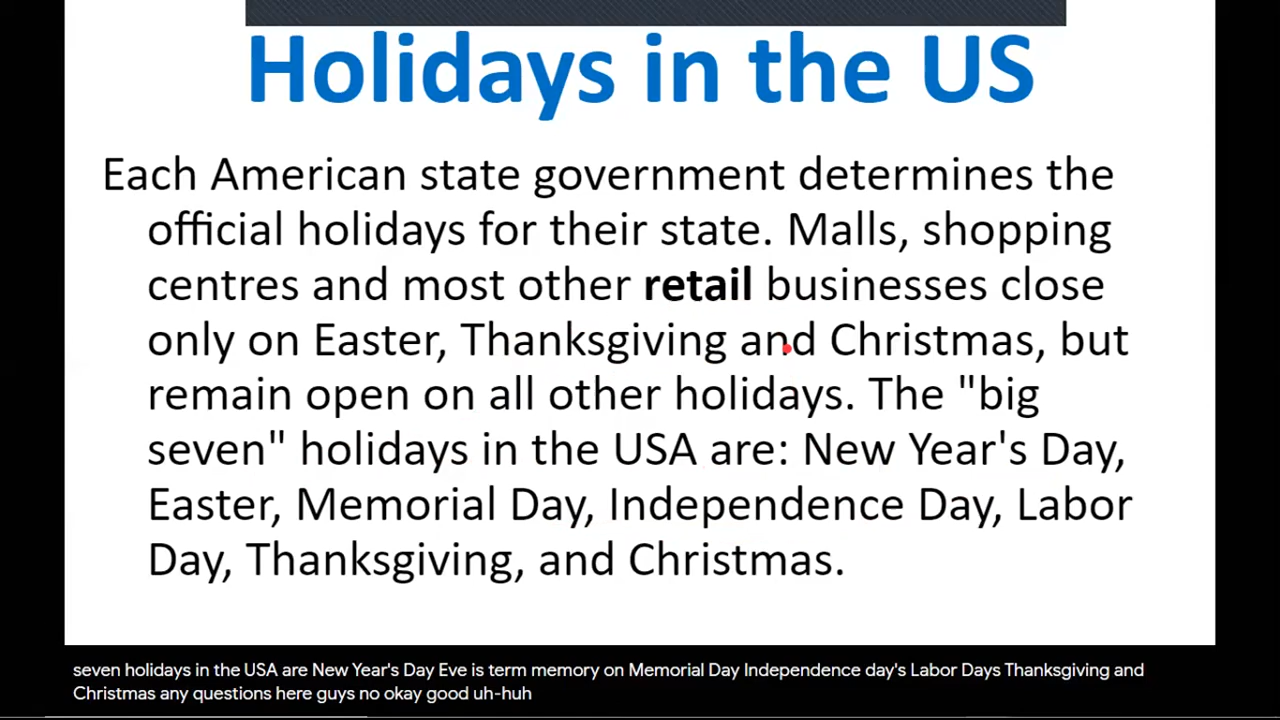 Holidays in the US
Each American state government determines the
official holidays for their state. Malls, shopping
centres and most other retail businesses close
only on Easter, Thanksgiving and Christmas, but
remain open on all other holidays. The "big
seven" holidays in the USA are: New Year's Day,
Easter, Memorial Day, Independence Day, Labor
Day, Thanksgiving, and Christmas.
seven holidays in the USA are New Year's Day Eve is term memory on Memorial Day Independence day's Labor Days Thanksgiving and
Christmas any questions here guys no okay good uh-huh